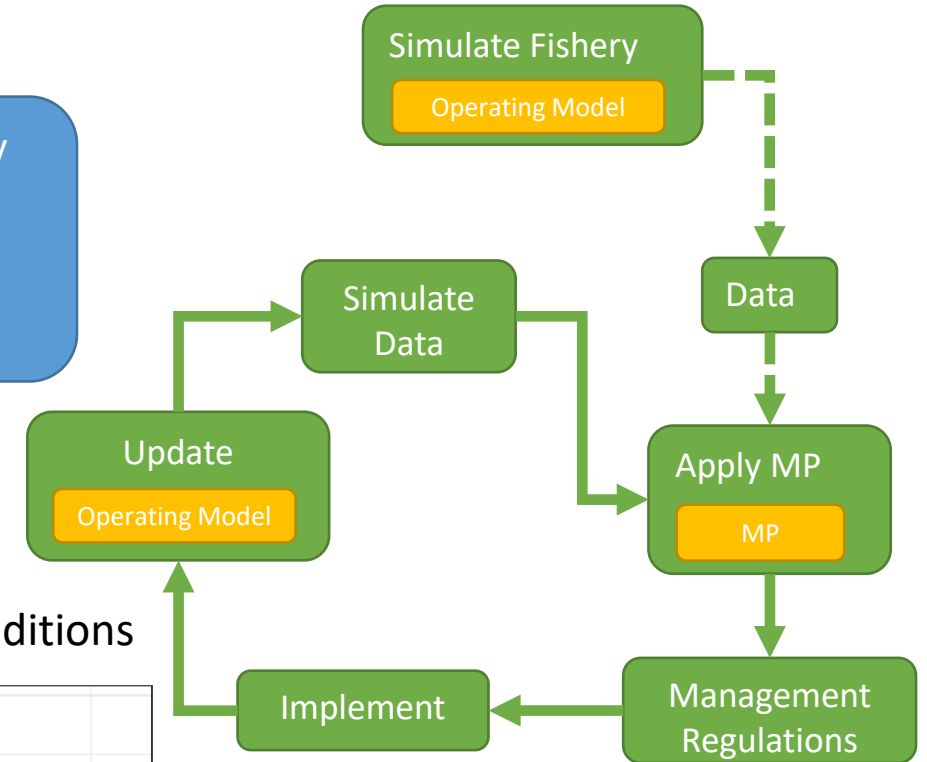 Simulate Fishery
Operating Model
y
Simulate
Data
Data
Update
Operating Model
Apply MP
MP
ditions
Implement
Management
Regulations